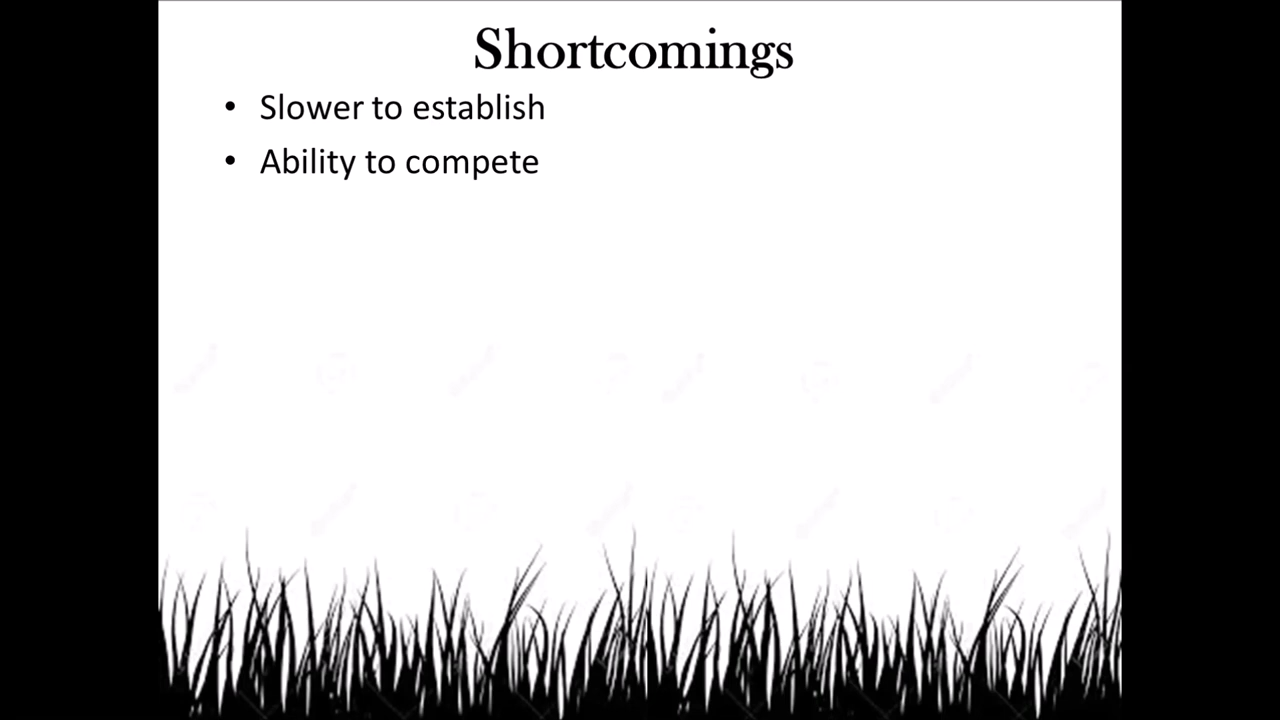 Shortcomings
• Slower to establish
• Ability to compete